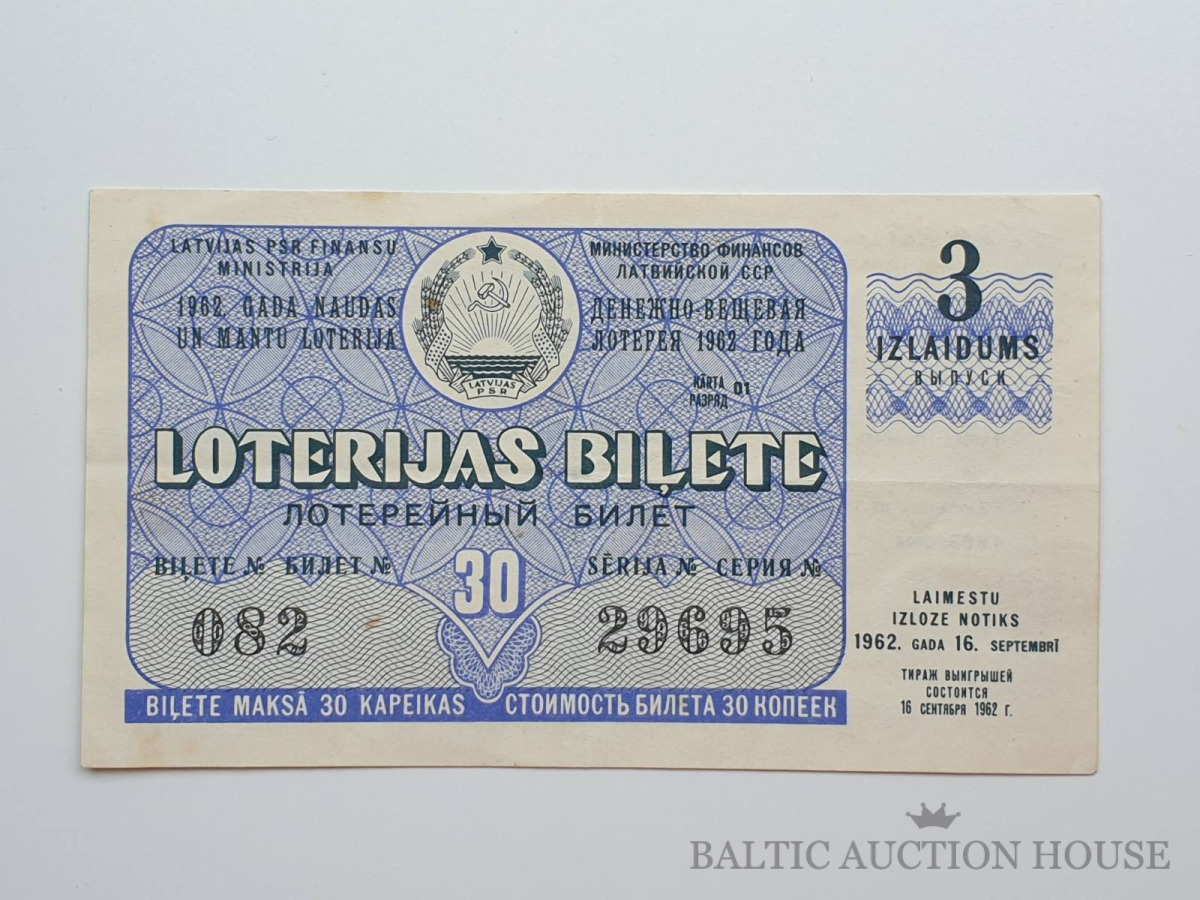 LATVIJAS PSR FINANSU
MINISTRIJA
1962. GADA NAUDAS
UN MANTU LOTERIJA
LATVIJAS
PSR
МИНИСТЕРСТВО ФИНАНСОВ
ЛАТВИЙСКОЙ ССР
ДЕНЕЖНО-ВЕЩЕВАЯ
ЛОТЕРЕЯ 1962 ГОДА
KĀRTA
РАЗРЯД 01
LOTERIJAS BIĻETE
ЛОТЕРЕЙНЫЙ БИЛЕТ
BIĻETE № БИЛЕТ №
30
SĒRIJA № СЕРИЯ №
082
29695
BIĻETE MAKSĀ 30 KAPEIKAS
СТОИМОСТЬ БИЛЕТА 30 КОПЕЕК
3
IZLAIDUMS
ВЫПУСК
LAIMESTU
IZLOZE NOTIKS
1962. GADA 16. SEPTEMBRĪ
ТИРАЖ ВЫИГРЫШЕЙ
СОСТОИТСЯ
16 СЕНТЯБРЯ 1962 г.
BALTIC AUCTION HOUSE